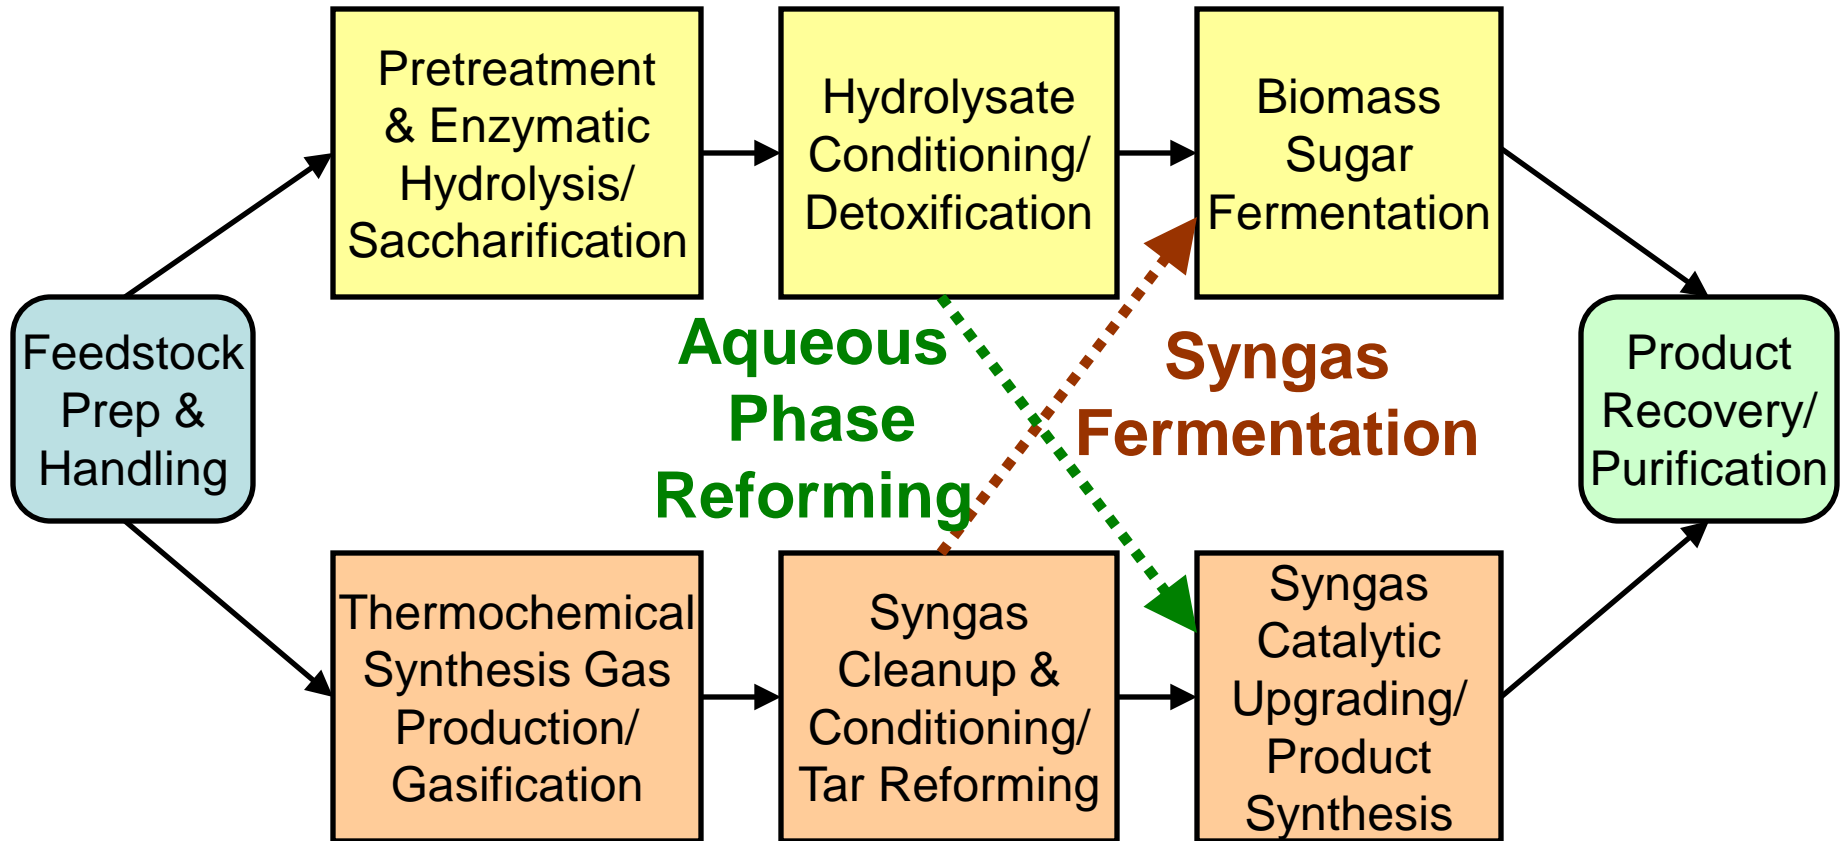 Pretreatment
& Enzymatic
Hydrolysis/
Saccharification
Hydrolysate
Conditioning/
Detoxification
Biomass
Sugar
Fermentation
Feedstock
Prep &
Handling
Aqueous
Phase
Reforming
Syngas
Fermentation
Product
Recovery/
Purification
Thermochemical
Synthesis Gas
Production/
Gasification
Syngas
Cleanup &
Conditioning/
Tar Reforming
Syngas
Catalytic
Upgrading/
Product
Synthesis